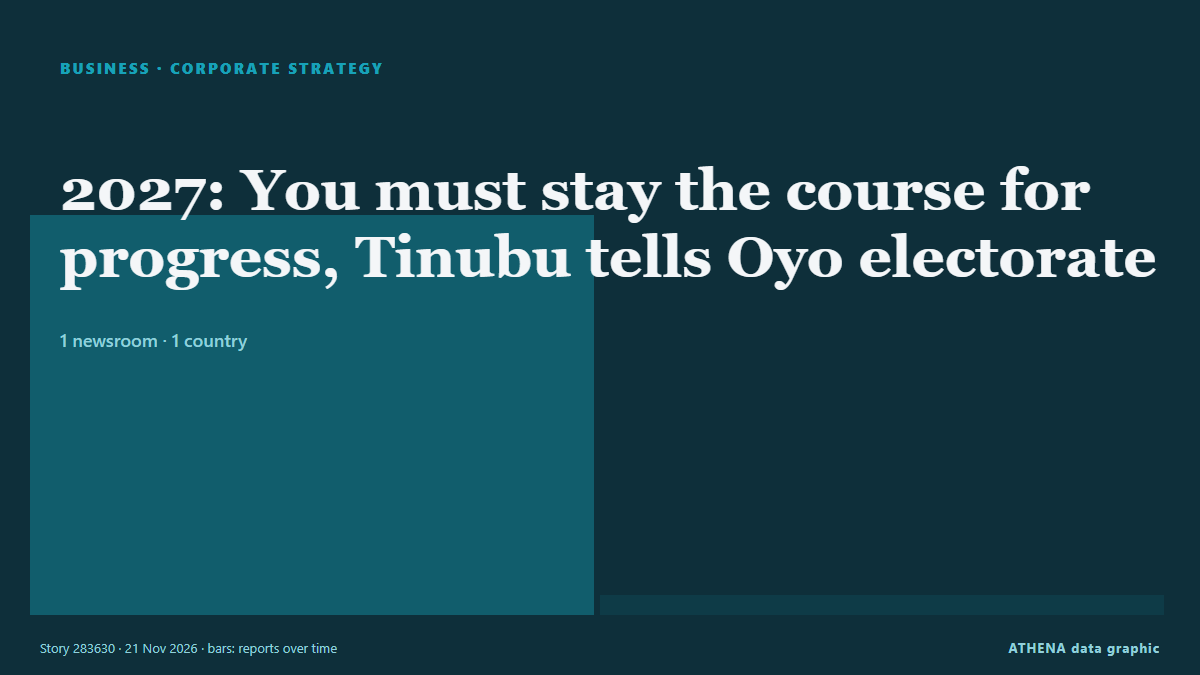 BUSINESS · CORPORATE STRATEGY
2027: You must stay the course for
progress, Tinubu tells Oyo electorate
1 newsroom · 1 country
Story 283630 · 21 Nov 2026 · bars: reports over time
ATHENA data graphic